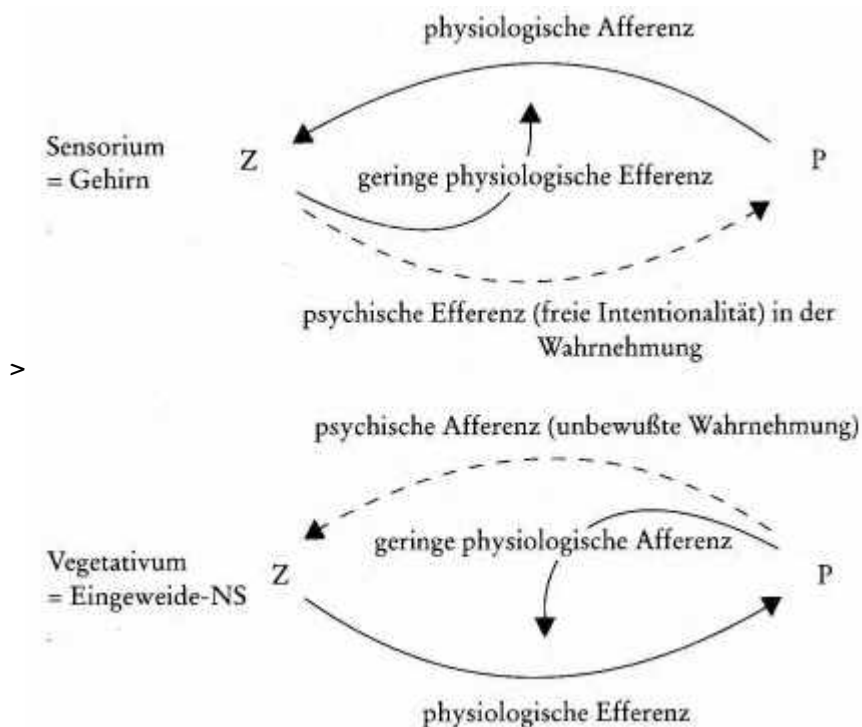 physiologische Afferenz
Sensorium
= Gehirn
Z
geringe physiologische Efferenz
P
psychische Efferenz (freie Intentionalität) in der
Wahrnehmung
>
psychische Afferenz (unbewußte Wahrnehmung)
geringe physiologische Afferenz
Vegetativum
= Eingeweide-NS
Z
P
physiologische Efferenz